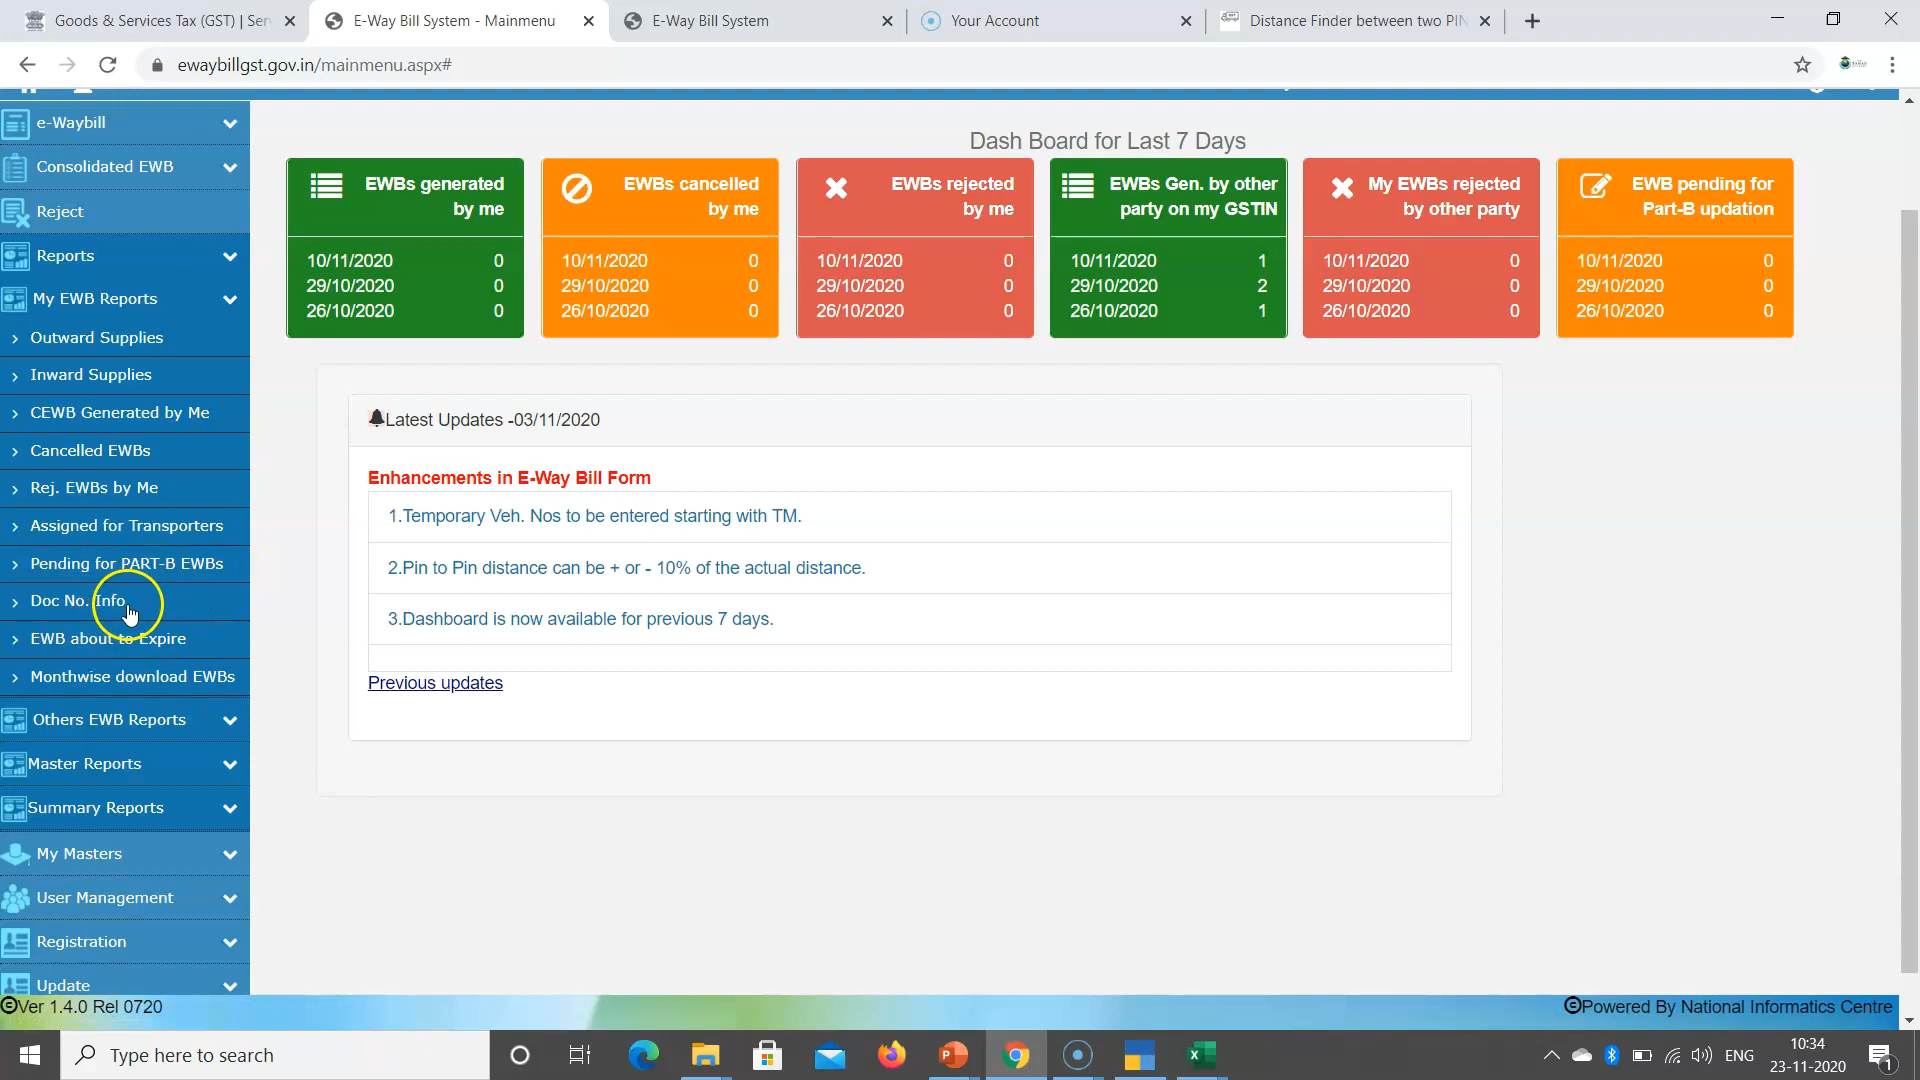 Goods & Services Tax (GST) | Ser
E-Way Bill System - Mainmenu
E-Way Bill System
Your Account
Distance Finder between two PIN
ewaybillgst.gov.in/mainmenu.aspx#
e-Waybill
Consolidated EWB
Reject
Reports
My EWB Reports
Outward Supplies
Inward Supplies
CEWB Generated by Me
Cancelled EWBs
Rej. EWBs by Me
Assigned for Transporters
Pending for PART-B EWBs
Doc No. Info
EWB about to Expire
Monthwise download EWBs
Others EWB Reports
Master Reports
Summary Reports
My Masters
User Management
Registration
Update
Dash Board for Last 7 Days
EWBs generated
by me
10/11/2020 0
29/10/2020 0
26/10/2020 0
EWBs cancelled
by me
10/11/2020 0
29/10/2020 0
26/10/2020 0
EWBs rejected
by me
10/11/2020 0
29/10/2020 0
26/10/2020 0
EWBs Gen. by other
party on my GSTIN
10/11/2020 1
29/10/2020 2
26/10/2020 1
My EWBs rejected
by other party
10/11/2020 0
29/10/2020 0
26/10/2020 0
EWB pending for
Part-B updation
10/11/2020 0
29/10/2020 0
26/10/2020 0
Latest Updates -03/11/2020
Enhancements in E-Way Bill Form
1.Temporary Veh. Nos to be entered starting with TM.
2.Pin to Pin distance can be + or - 10% of the actual distance.
3.Dashboard is now available for previous 7 days.
Previous updates
©Ver 1.4.0 Rel 0720
©Powered By National Informatics Centre
Type here to search
ENG
10:34
23-11-2020
1